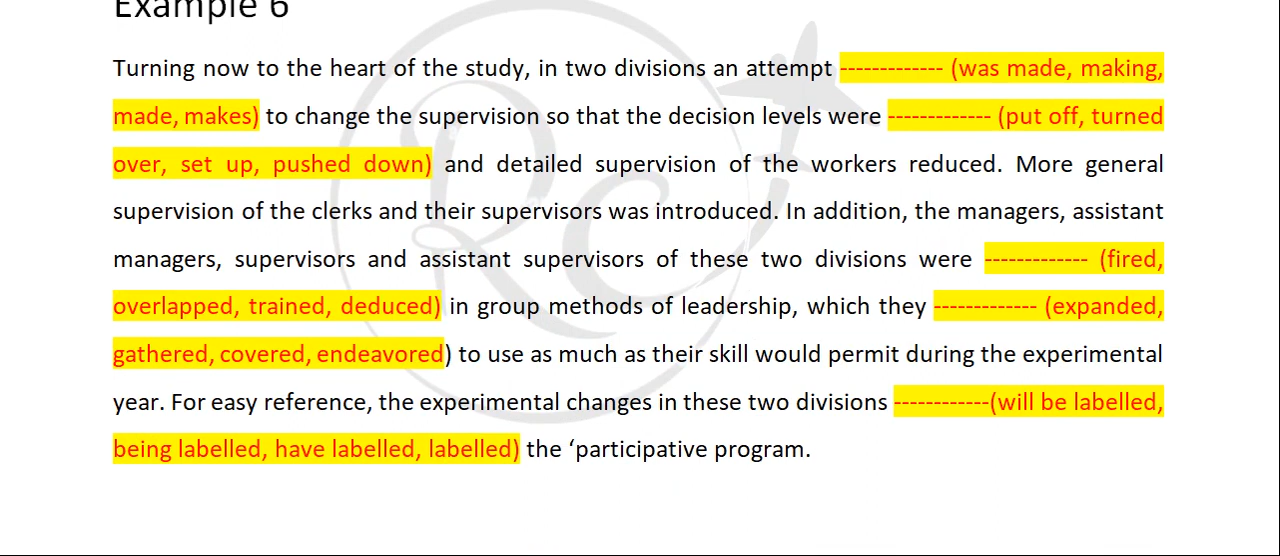 Example 6
Turning now to the heart of the study, in two divisions an attempt ------------- (was made, making,
made, makes) to change the supervision so that the decision levels were ------------- (put off, turned
over, set up, pushed down) and detailed supervision of the workers reduced. More general
supervision of the clerks and their supervisors was introduced. In addition, the managers, assistant
managers, supervisors and assistant supervisors of these two divisions were ------------- (fired,
overlapped, trained, deduced) in group methods of leadership, which they ------------- (expanded,
gathered, covered, endeavored) to use as much as their skill would permit during the experimental
year. For easy reference, the experimental changes in these two divisions ------------(will be labelled,
being labelled, have labelled, labelled) the ‘participative program.
RC